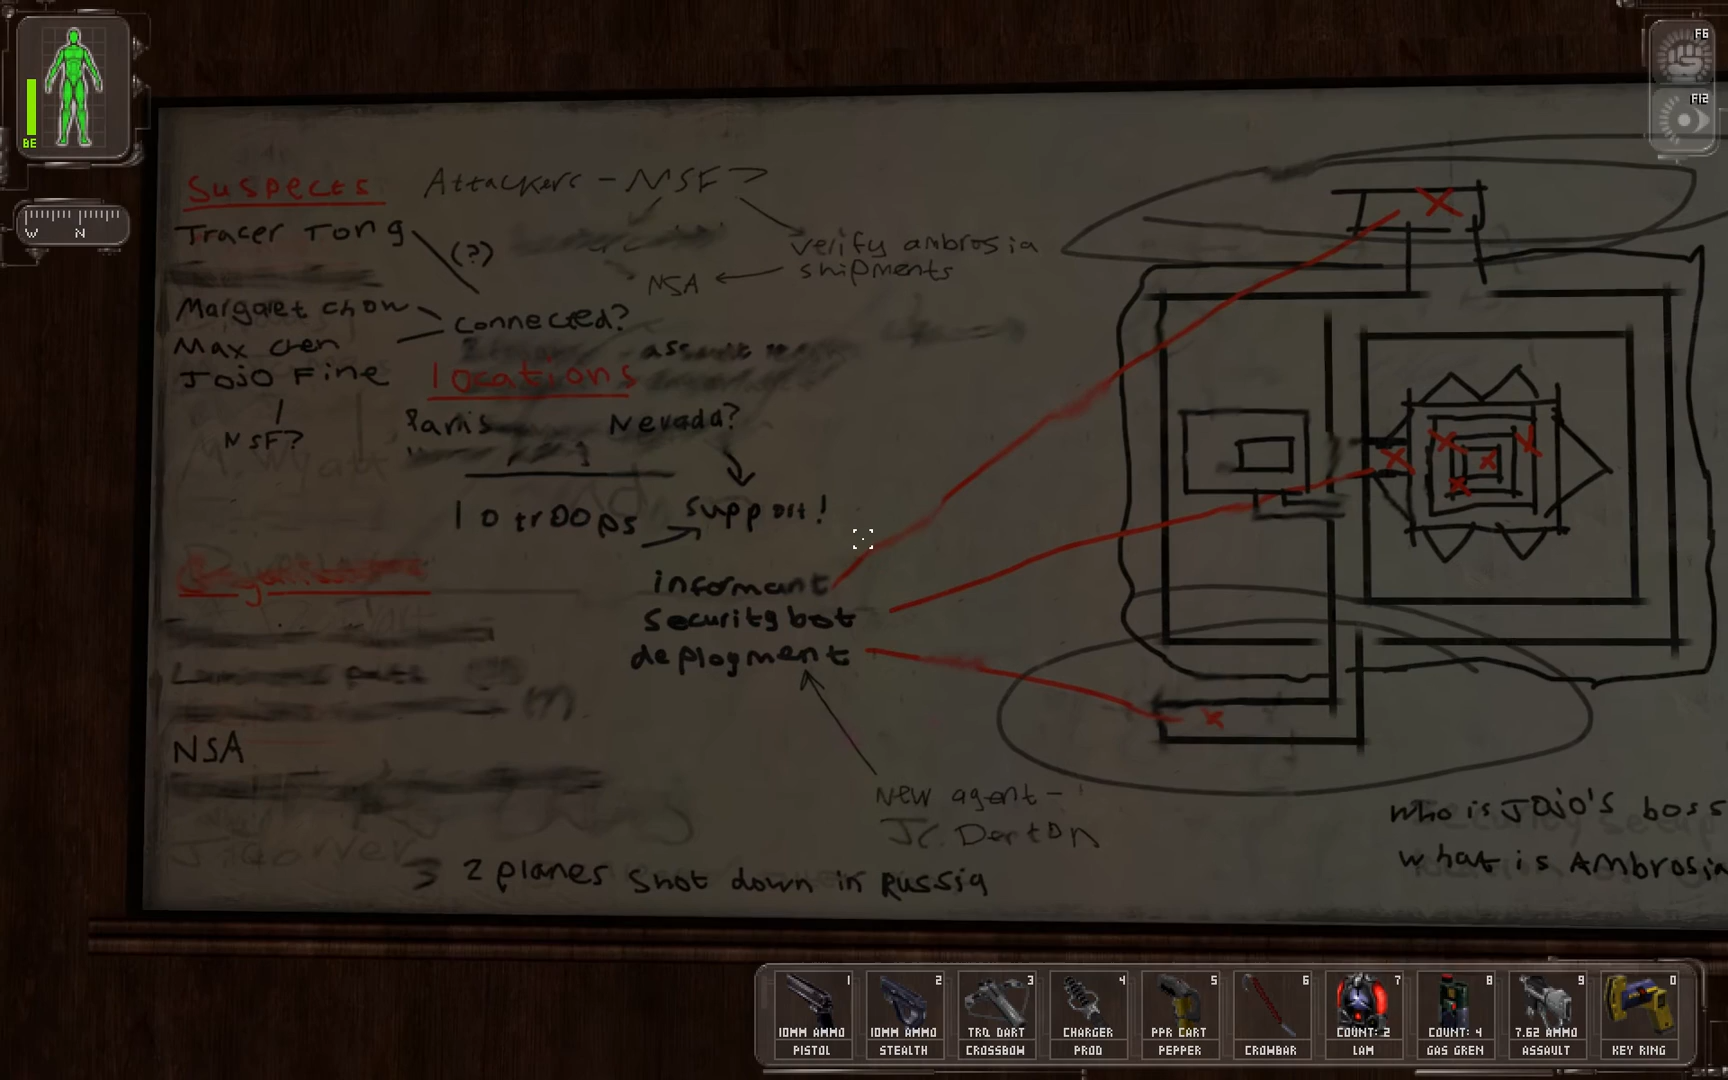 F6
F12
BE
W N
Suspects
Attackers - NSF?
Tracer Tong
(?)
verify ambrosia
shipments
NSA
Margaret chow
connected?
Max chen
JoJo Fine
locations
Paris
Nevada?
NSF?
10 troops
support!
informant
security bot
deployment
NSA
New agent -
JC. Denton
2 planes shot down in Russia
who is JOJO's boss
what is Ambrosia
1
10MM AMMO
PISTOL
2
10MM AMMO
STEALTH
3
TRQ DART
CROSSBOW
4
CHARGER
PROD
5
PPR CART
PEPPER
6
CROWBAR
7
COUNT: 2
LAM
8
COUNT: 4
GAS GREN
9
7.62 AMMO
ASSAULT
0
KEY RING